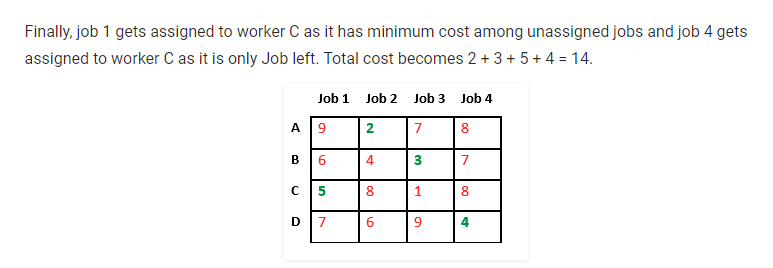 Finally, job 1 gets assigned to worker C as it has minimum cost among unassigned jobs and job 4 gets
assigned to worker C as it is only Job left. Total cost becomes 2 + 3 + 5 + 4 = 14.
Job 1 Job 2 Job 3 Job 4
A 9 2 7 8
B 6 4 3 7
C 5 8 1 8
D 7 6 9 4